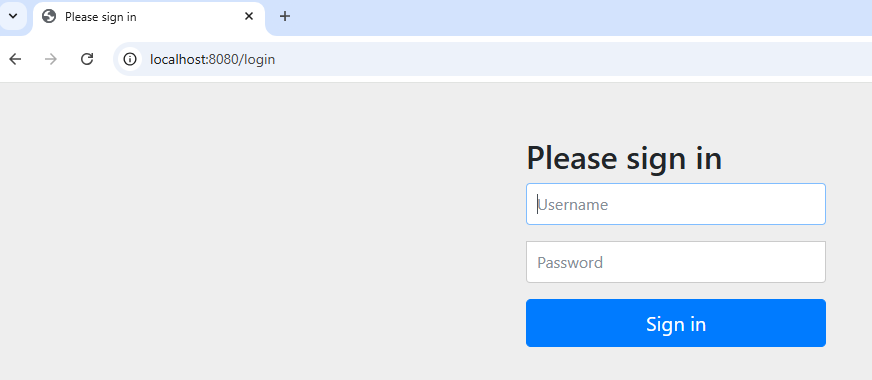 Please sign in
localhost:8080/login
Please sign in
Username
Password
Sign in